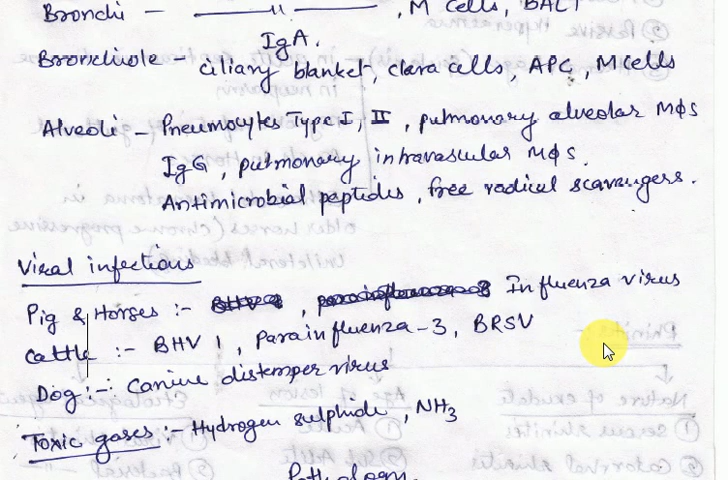 Bronchi — —〃— , M cells, BALT
IgA.
Bronchiole – ciliary blanket, clara cells, APC, M cells
Alveoli – Pneumocytes Type I, II, pulmonary alveolar MΦS
IgG, pulmonary intravascular MΦS.
Antimicrobial peptides, free radical scavangers.
Viral infections
Pig & Horses :- Influenza virus
Cattle :- BHV 1, parainfluenza-3, BRSV
Dog :- Canine distemper virus
Toxic gases :- Hydrogen sulphide, NH3